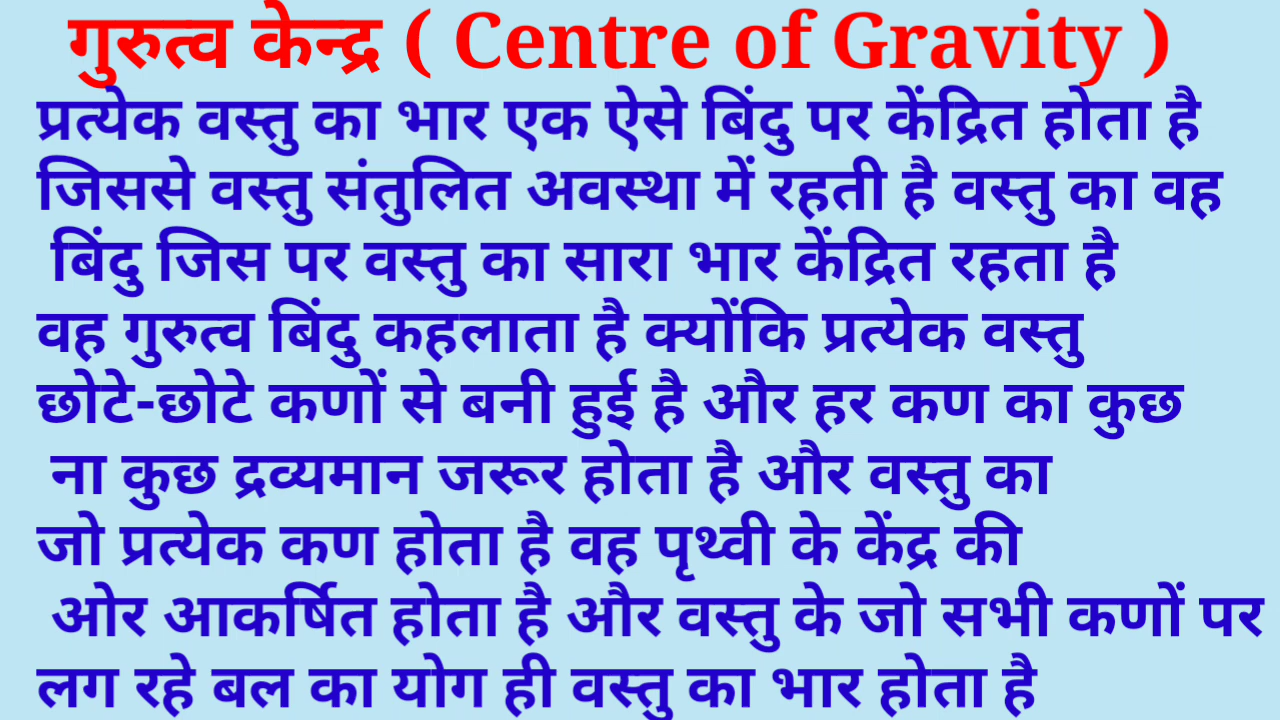 गुरुत्व केन्द्र ( Centre of Gravity )
प्रत्येक वस्तु का भार एक ऐसे बिंदु पर केंद्रित होता है
जिससे वस्तु संतुलित अवस्था में रहती है वस्तु का वह
बिंदु जिस पर वस्तु का सारा भार केंद्रित रहता है
वह गुरुत्व बिंदु कहलाता है क्योंकि प्रत्येक वस्तु
छोटे-छोटे कणों से बनी हुई है और हर कण का कुछ
ना कुछ द्रव्यमान जरूर होता है और वस्तु का
जो प्रत्येक कण होता है वह पृथ्वी के केंद्र की
ओर आकर्षित होता है और वस्तु के जो सभी कणों पर
लग रहे बल का योग ही वस्तु का भार होता है